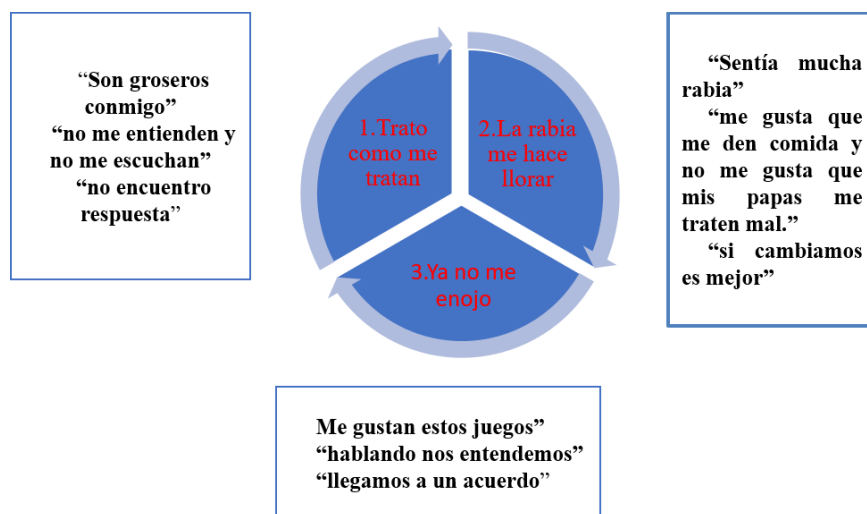 “Son groseros
conmigo”
“no me entienden y
no me escuchan”
“no encuentro
respuesta”
1.Trato
como me
tratan
2.La rabia
me hace
llorar
“Sentía mucha
rabia”
“me gusta que
me den comida y
no me gusta que
mis papas me
traten mal.”
“si cambiamos
es mejor”
3.Ya no me
enojo
Me gustan estos juegos”
“hablando nos entendemos”
“llegamos a un acuerdo”